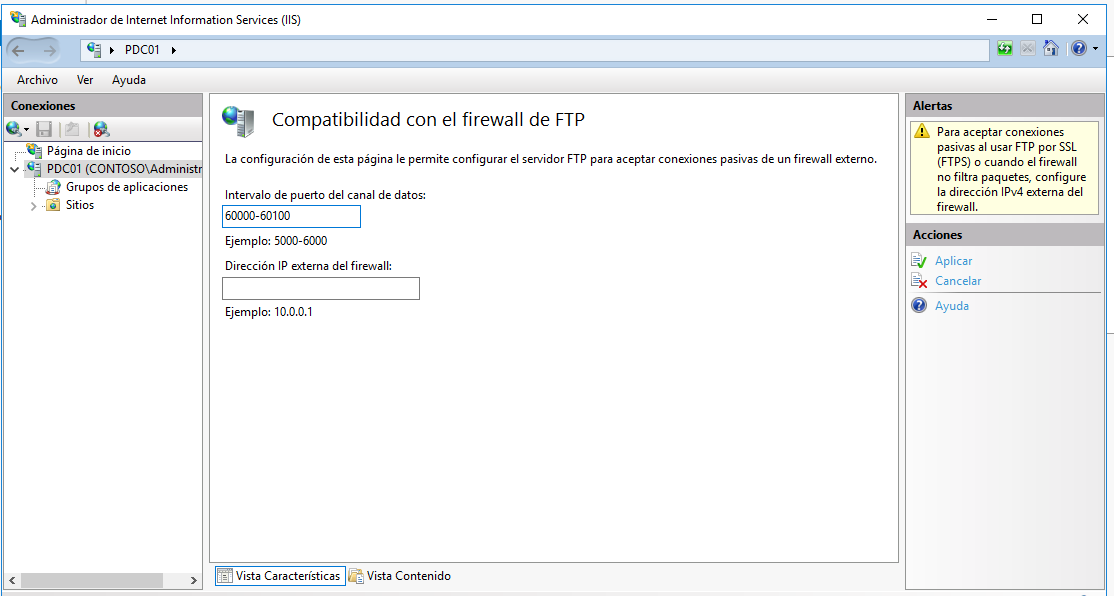 Administrador de Internet Information Services (IIS)
PDC01
Archivo Ver Ayuda
Conexiones
Página de inicio
PDC01 (CONTOSO\Administr
Grupos de aplicaciones
Sitios
Compatibilidad con el firewall de FTP
La configuración de esta página le permite configurar el servidor FTP para aceptar conexiones pasivas de un firewall externo.
Intervalo de puerto del canal de datos:
60000-60100
Ejemplo: 5000-6000
Dirección IP externa del firewall:
Ejemplo: 10.0.0.1
Vista Características Vista Contenido
Alertas
Para aceptar conexiones
pasivas al usar FTP por SSL
(FTPS) o cuando el firewall
no filtra paquetes, configure
la dirección IPv4 externa del
firewall.
Acciones
Aplicar
Cancelar
Ayuda